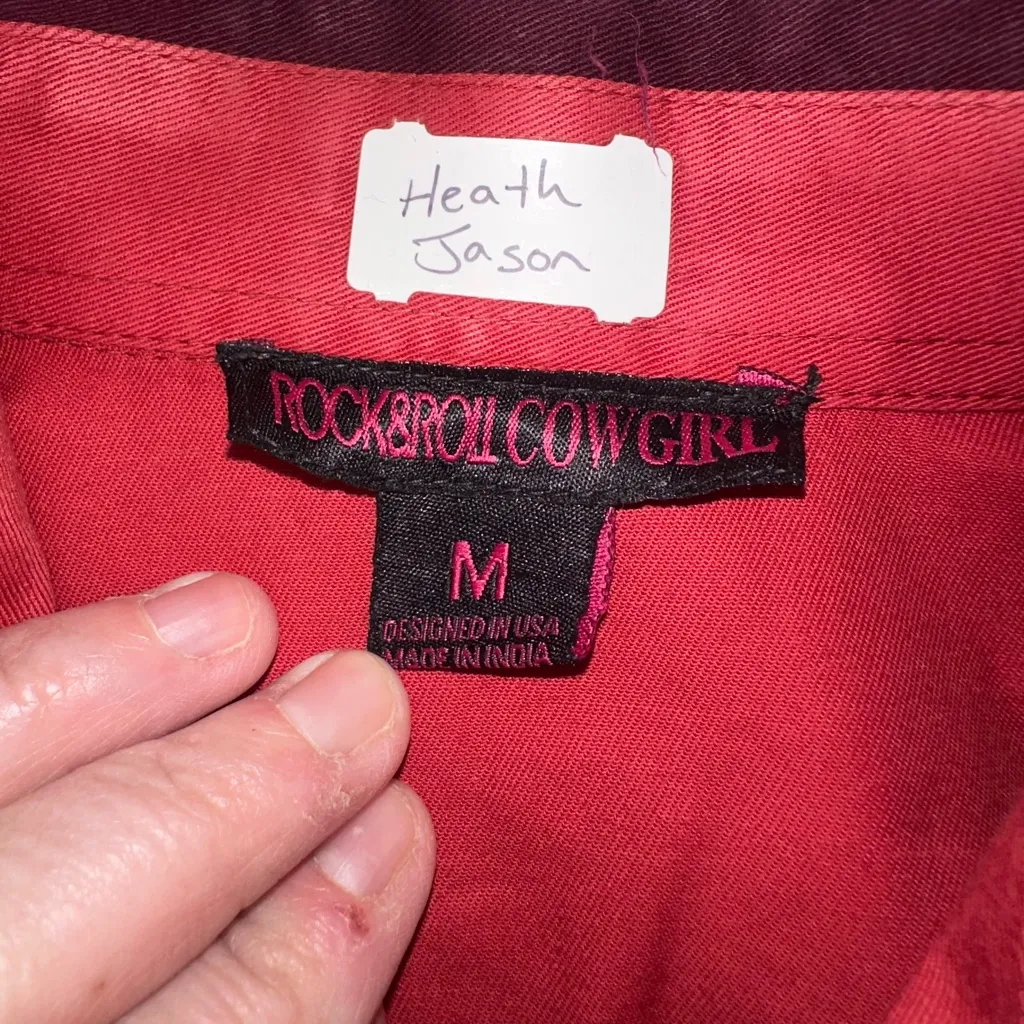 Heath
Jason
ROCK&ROLL COWGIRL
M
DESIGNED IN USA
MADE IN INDIA